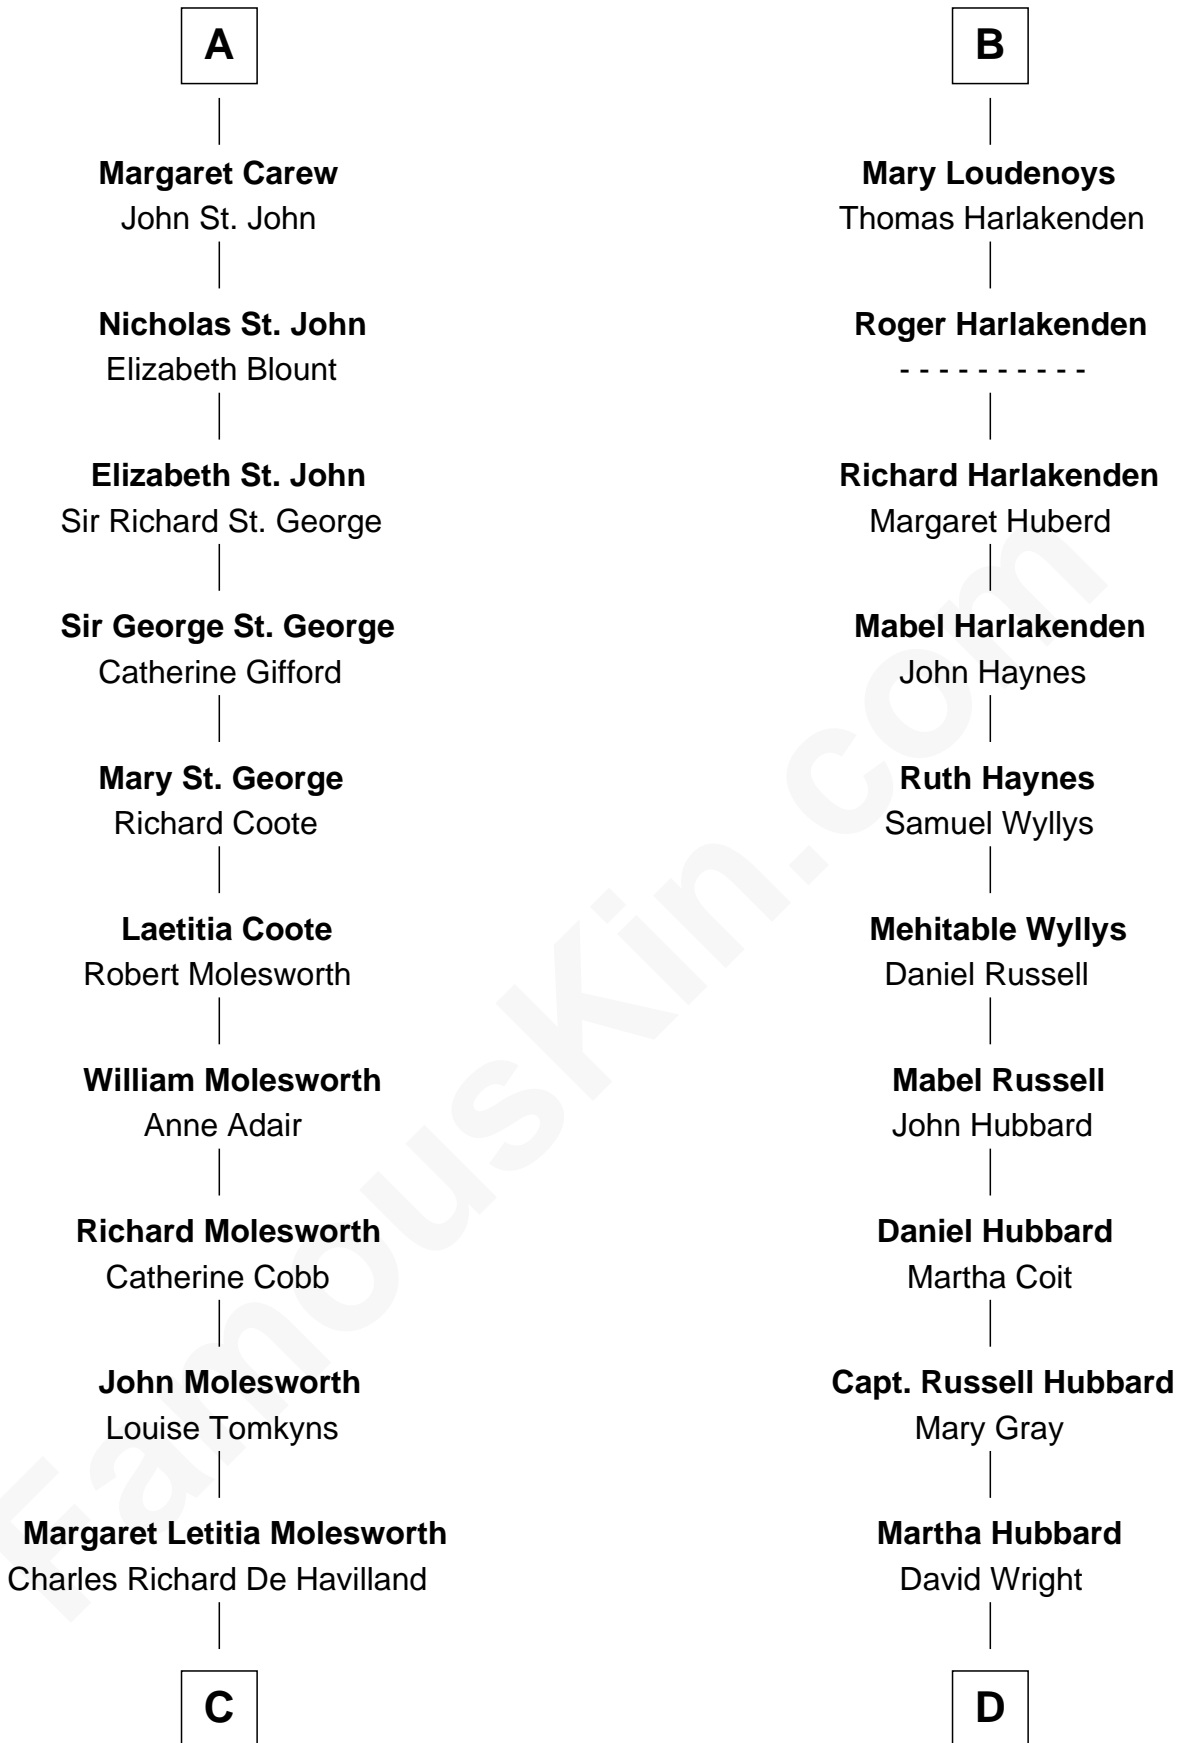 A
Margaret Carew
John St. John
Nicholas St. John
Elizabeth Blount
Elizabeth St. John
Sir Richard St. George
Sir George St. George
Catherine Gifford
Mary St. George
Richard Coote
Laetitia Coote
Robert Molesworth
William Molesworth
Anne Adair
Richard Molesworth
Catherine Cobb
John Molesworth
Louise Tomkyns
Margaret Letitia Molesworth
Charles Richard De Havilland
C
B
Mary Loudenoys
Thomas Harlakenden
Roger Harlakenden
- - - - - - - - - -
Richard Harlakenden
Margaret Huberd
Mabel Harlakenden
John Haynes
Ruth Haynes
Samuel Wyllys
Mehitable Wyllys
Daniel Russell
Mabel Russell
John Hubbard
Daniel Hubbard
Martha Coit
Capt. Russell Hubbard
Mary Gray
Martha Hubbard
David Wright
D
FamousKin.com